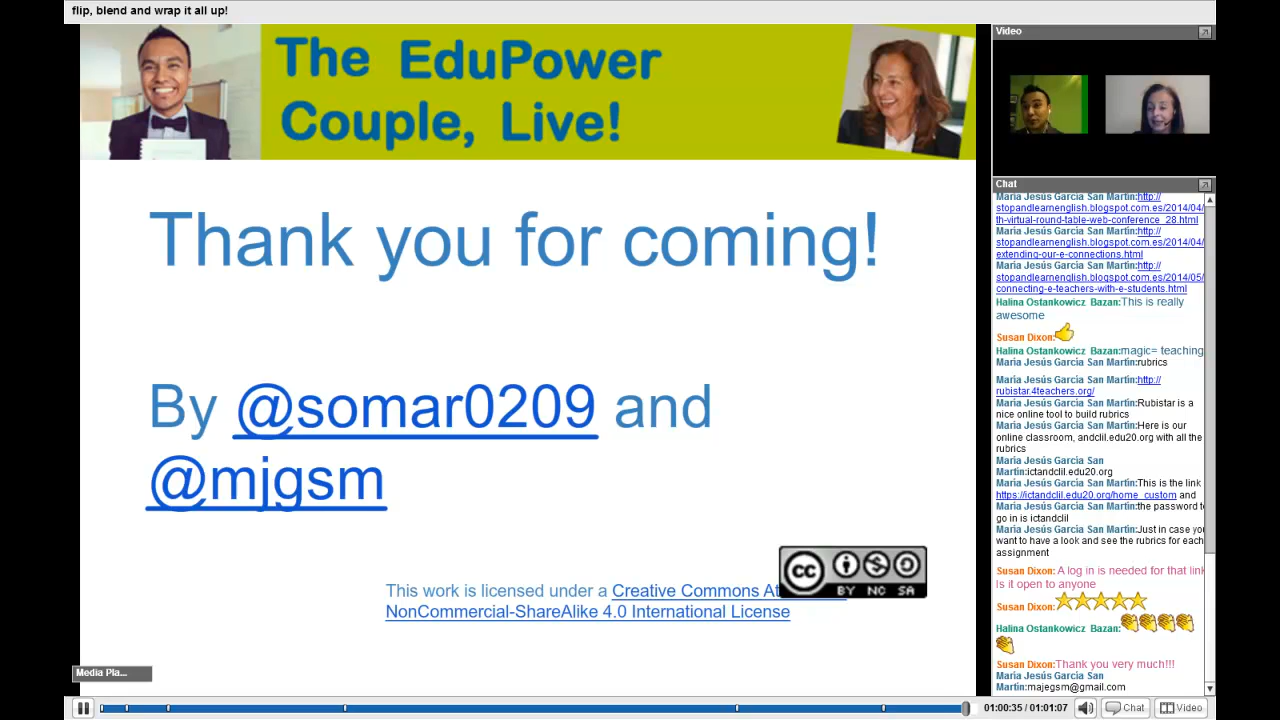 flip, blend and wrap it all up!
The EduPower
Couple, Live!
Thank you for coming!
By @somar0209 and
@mjgsm
This work is licensed under a Creative Commons
NonCommercial-ShareAlike 4.0 International License
cc
BY NC SA
Media Pla...
Video
Chat
María Jesús García San Martín:http://
stopandlearnenglish.blogspot.com.es/2014/04/
th-virtual-round-table-web-conference_28.html
María Jesús García San Martín:http://
stopandlearnenglish.blogspot.com.es/2014/04/
extending-our-e-connections.html
María Jesús García San Martín:http://
stopandlearnenglish.blogspot.com.es/2014/05/
connecting-e-teachers-with-e-students.html
Halina Ostankowicz Bazan:This is really
awesome
Susan Dixon:
Halina Ostankowicz Bazan:magic= teaching
María Jesús García San Martín:rubrics
María Jesús García San Martín:http://
rubistar.4teachers.org/
María Jesús García San Martín:Rubistar is a
nice online tool to build rubrics
María Jesús García San Martín:Here is our
online classroom, andclil.edu20.org with all the
rubrics
María Jesús García San
Martín:ictandclil.edu20.org
María Jesús García San Martín:This is the link
https://ictandclil.edu20.org/home_custom and
María Jesús García San Martín:the password to
go in is ictandclil
María Jesús García San Martín:Just in case you
want to have a look and see the rubrics for each
assignment
Susan Dixon: A log in is needed for that link
Is it open to anyone
Susan Dixon:
Halina Ostankowicz Bazan:
Susan Dixon:Thank you very much!!!
María Jesús García San
Martín:majegsm@gmail.com
01:00:35 / 01:01:07
Chat
Video